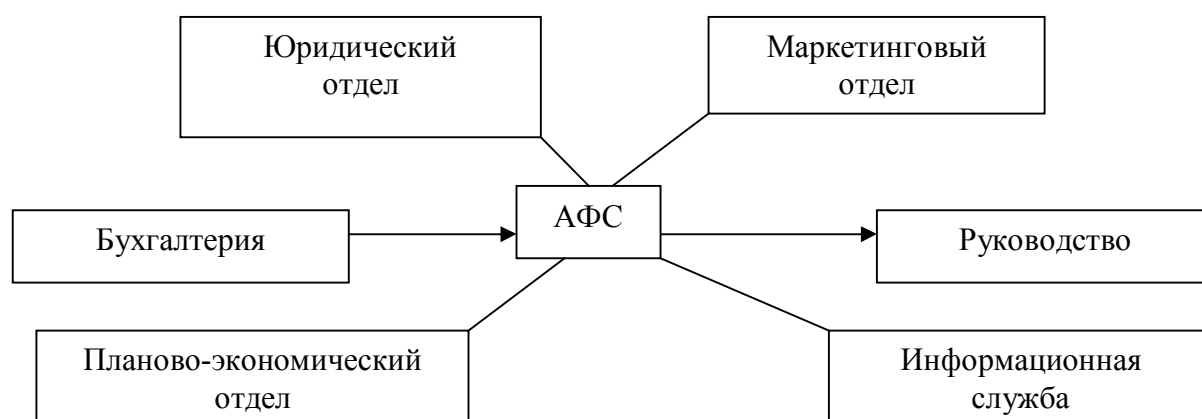 Юридический
отдел
Маркетинговый
отдел
АФС
Бухгалтерия
Руководство
Планово-экономический
отдел
Информационная
служба